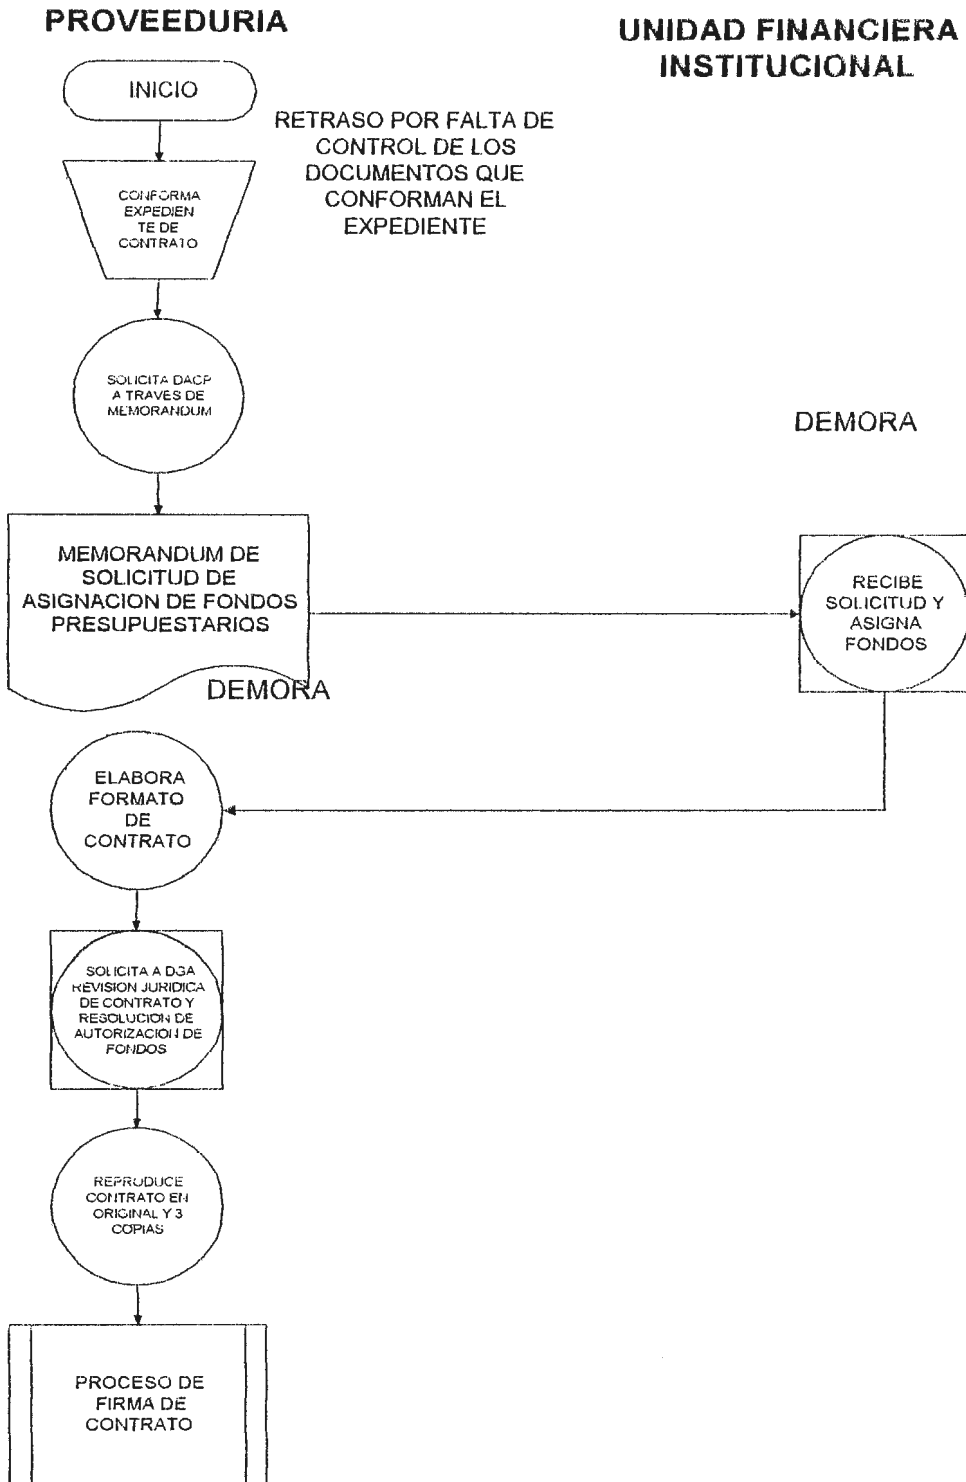 PROVEEDURIA
UNIDAD FINANCIERA
INSTITUCIONAL
INICIO
RETRASO POR FALTA DE
CONTROL DE LOS
DOCUMENTOS QUE
CONFORMAN EL
EXPEDIENTE
CONFORMA
EXPEDIEN
TE DE
CONTRATO
SOLICITA DACP
A TRAVES DE
MEMORANDUM
DEMORA
MEMORANDUM DE
SOLICITUD DE
ASIGNACION DE FONDOS
PRESUPUESTARIOS
RECIBE
SOLICITUD Y
ASIGNA
FONDOS
DEMORA
ELABORA
FORMATO
DE
CONTRATO
SOLICITA A DGA
REVISION JURIDICA
DE CONTRATO Y
RESOLUCION DE
AUTORIZACION DE
FONDOS
REPRODUCE
CONTRATO EN
ORIGINAL Y 3
COPIAS
PROCESO DE
FIRMA DE
CONTRATO